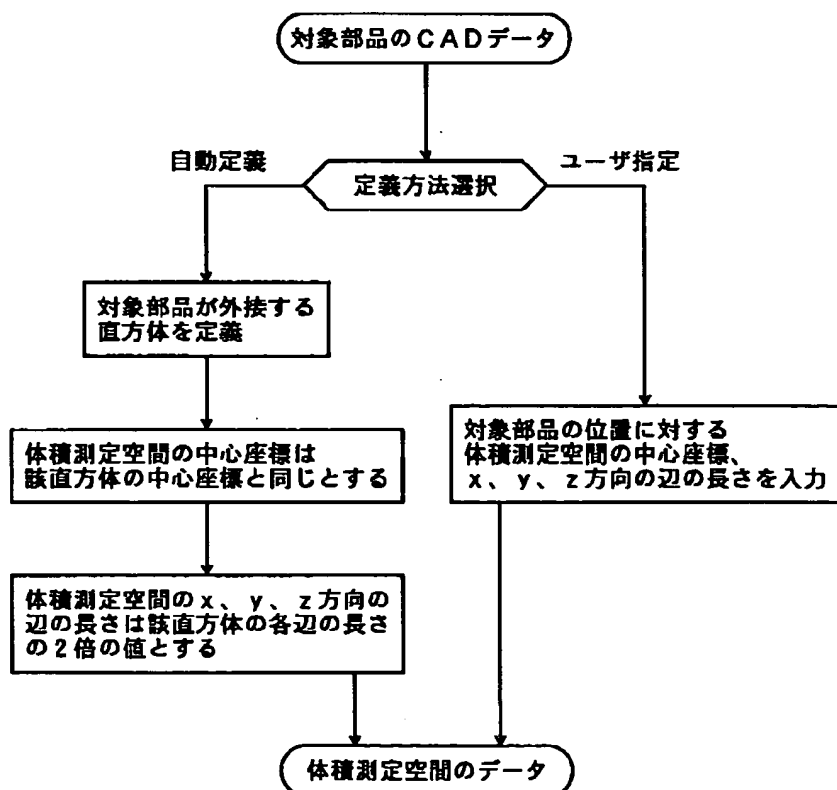 対象部品のCADデータ
自動定義
定義方法選択
ユーザ指定
対象部品が外接する
直方体を定義
体積測定空間の中心座標は
該直方体の中心座標と同じとする
対象部品の位置に対する
体積測定空間の中心座標、
x、y、z方向の辺の長さを入力
体積測定空間のx、y、z方向の
辺の長さは該直方体の各辺の長さ
の2倍の値とする
体積測定空間のデータ